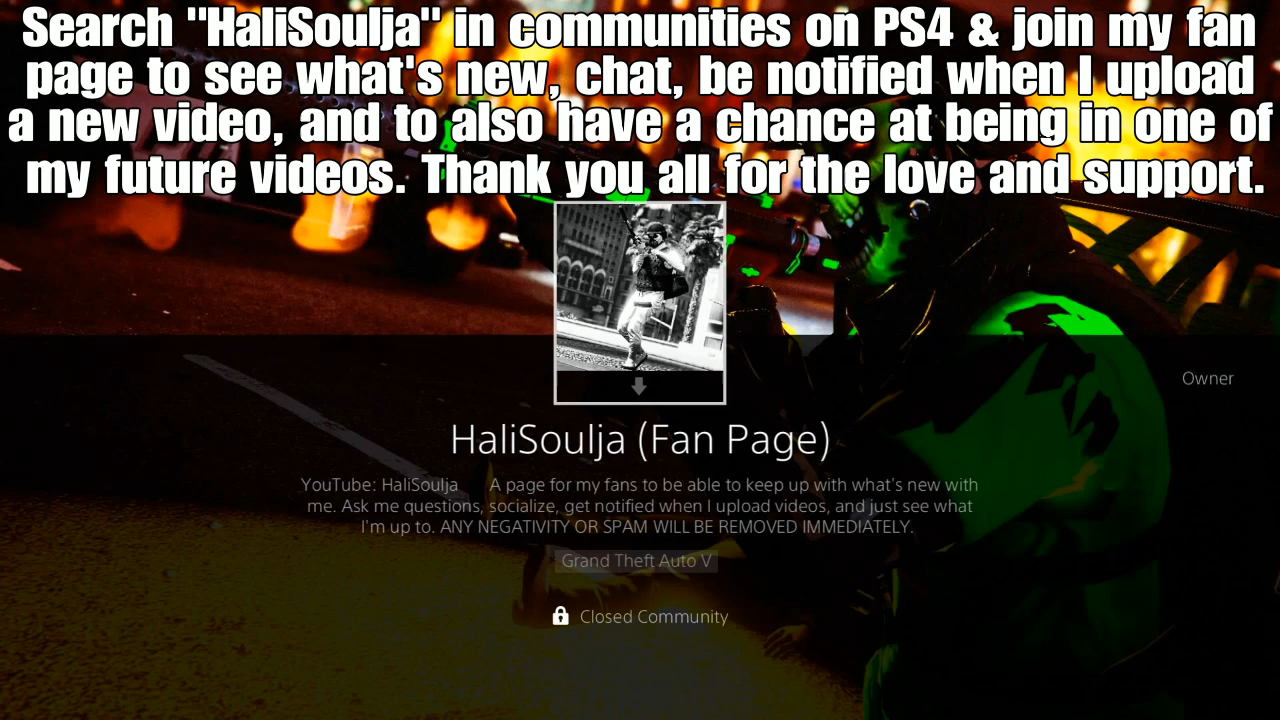 Search "HaliSoulja" in communities on PS4 & join my fan
page to see what's new, chat, be notified when I upload
a new video, and to also have a chance at being in one of
my future videos. Thank you all for the love and support.
Owner
HaliSoulja (Fan Page)
YouTube: HaliSoulja A page for my fans to be able to keep up with what's new with
me. Ask me questions, socialize, get notified when I upload videos, and just see what
I'm up to. ANY NEGATIVITY OR SPAM WILL BE REMOVED IMMEDIATELY.
Grand Theft Auto V
Closed Community